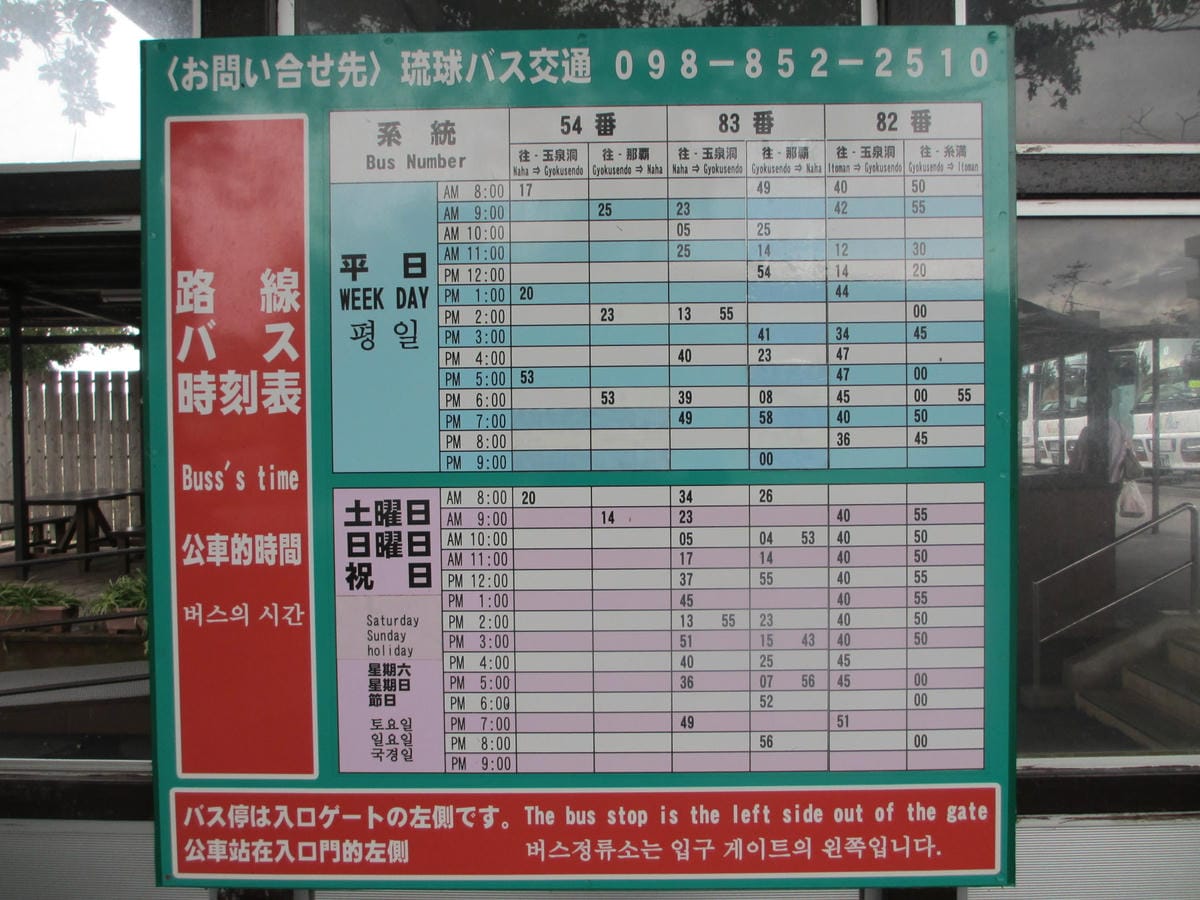 〈お問い合せ先〉琉球バス交通 098-852-2510
路線
バス
時刻表
Buss's time
公車的時間
버스의 시간
系統 54 番 83 番 82 番
Bus Number 往-玉泉洞 往-那覇 往-玉泉洞 往-那覇 往-玉泉洞 往-糸満
Naha ⇒ Gyokusendo Gyokusendo ⇒ Naha Naha ⇒ Gyokusendo Gyokusendo ⇒ Naha Itoman ⇒ Gyokusendo Gyokusendo ⇒ Itoman
平日
WEEK DAY
평일
AM 8:00 17 49 40 50
AM 9:00 25 23 42 55
AM 10:00 05 25
AM 11:00 25 14 12 30
PM 12:00 54 14 20
PM 1:00 20 44
PM 2:00 23 13 55 00
PM 3:00 41 34 45
PM 4:00 40 23 47
PM 5:00 53 47 00
PM 6:00 53 39 08 45 00 55
PM 7:00 49 58 40 50
PM 8:00 36 45
PM 9:00 00
土曜日
日曜日
祝日
Saturday
Sunday
holiday
星期六
星期日
節日
토요일
일요일
국경일
AM 8:00 20 34 26
AM 9:00 14 23 40 55
AM 10:00 05 04 53 40 50
AM 11:00 17 14 40 50
PM 12:00 37 55 40 55
PM 1:00 45 40 55
PM 2:00 13 55 23 40 50
PM 3:00 51 15 43 40 50
PM 4:00 40 25 45
PM 5:00 36 07 56 45 00
PM 6:00 52 00
PM 7:00 49 51
PM 8:00 56 00
PM 9:00
バス停は入口ゲートの左側です。 The bus stop is the left side out of the gate
公車站在入口門的左側 버스정류소는 입구 게이트의 왼쪽입니다.